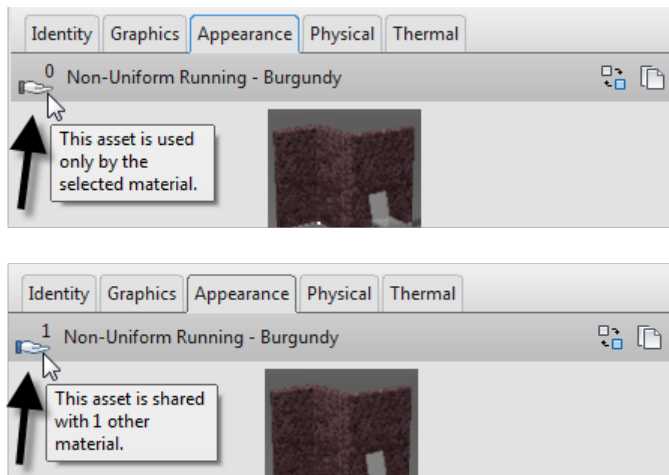 Identity Graphics Appearance Physical Thermal
0 Non-Uniform Running - Burgundy
This asset is used
only by the
selected material.
Identity Graphics Appearance Physical Thermal
1 Non-Uniform Running - Burgundy
This asset is shared
with 1 other
material.